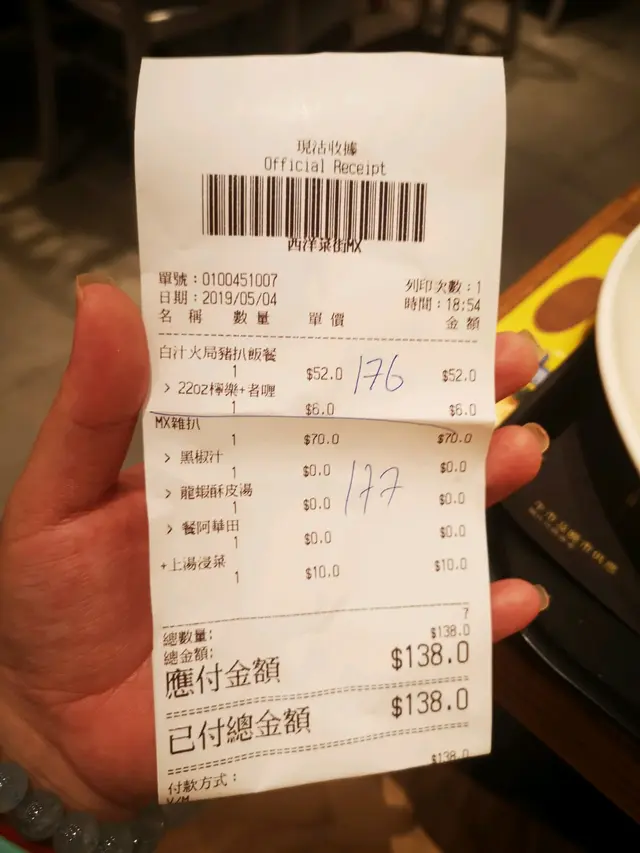 現沽收據
Official Receipt
西洋菜街MX
單號：0100451007 列印次數：1
日期：2019/05/04 時間：18:54
名 稱 數量 單價 金額
白汁火局豬扒飯餐
1 $52.0 176 $52.0
> 22oz檸樂+者喱
1 $6.0 $6.0
MX雜扒
1 $70.0 $70.0
> 黑椒汁
1 $0.0 $0.0
> 龍蝦酥皮湯
1 $0.0 177 $0.0
> 餐阿華田
1 $0.0 $0.0
+上湯浸菜
1 $10.0 $10.0
總數量： 7
總金額： $138.0
應付金額 $138.0
已付總金額 $138.0
付款方式： $138.0